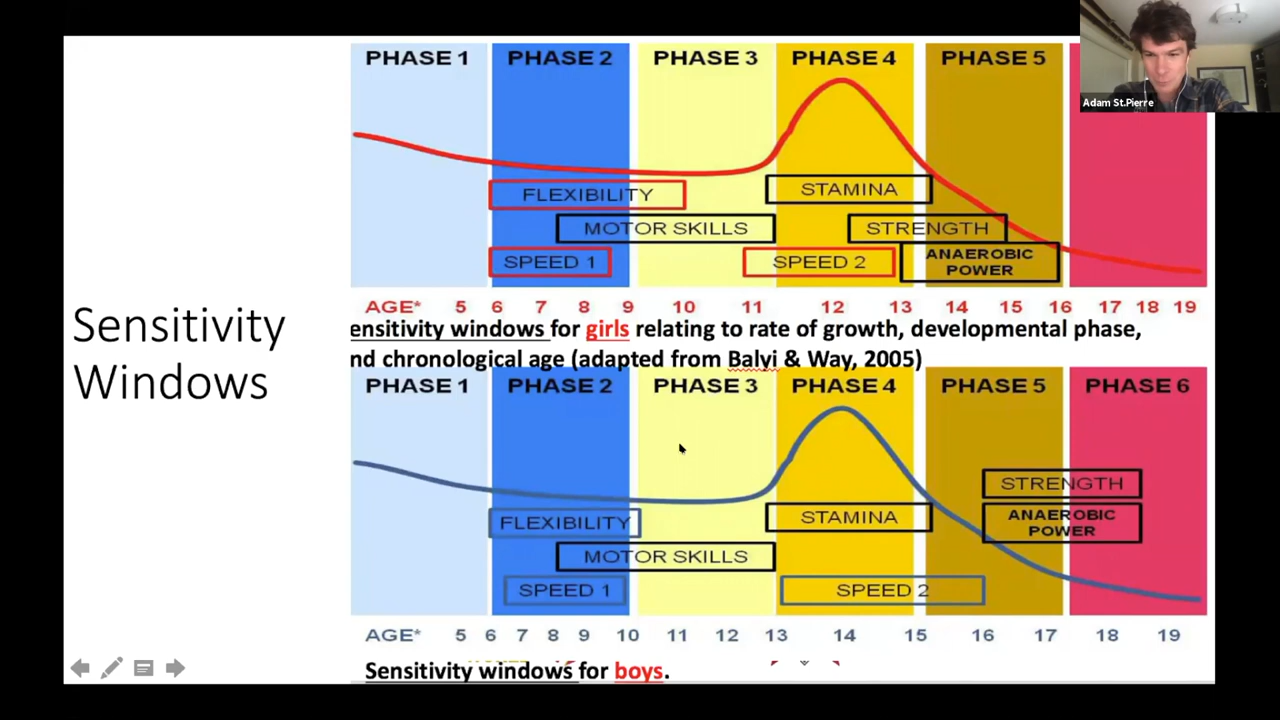 PHASE 1 PHASE 2 PHASE 3 PHASE 4 PHASE 5
Adam St.Pierre
FLEXIBILITY STAMINA
MOTOR SKILLS STRENGTH
SPEED 1 SPEED 2 ANAEROBIC
POWER
AGE* 5 6 7 8 9 10 11 12 13 14 15 16 17 18 19
Sensitivity
Windows
ensitivity windows for girls relating to rate of growth, developmental phase,
nd chronological age (adapted from Balyi & Way, 2005)
PHASE 1 PHASE 2 PHASE 3 PHASE 4 PHASE 5 PHASE 6
STRENGTH
FLEXIBILITY STAMINA ANAEROBIC
POWER
MOTOR SKILLS
SPEED 1 SPEED 2
AGE* 5 6 7 8 9 10 11 12 13 14 15 16 17 18 19
Sensitivity windows for boys.